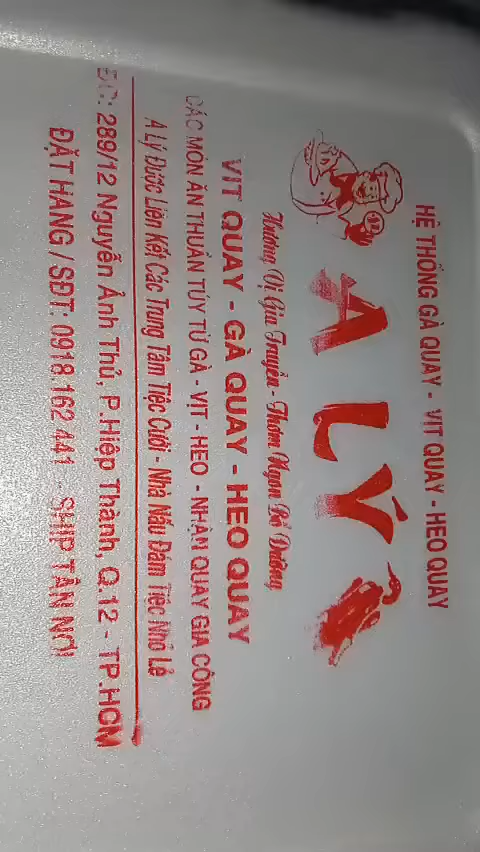 HỆ THỐNG GÀ QUAY - VỊT QUAY - HEO QUAY
A LÝ
Hương Vị Gia Truyền - Thơm Ngon Bổ Dưỡng
VỊT QUAY - GÀ QUAY - HEO QUAY
CÁC MÓN ĂN THUẦN TÚY TỪ GÀ - VỊT - HEO - NHẬN QUAY GIA CÔNG
A Lý Được Liên Kết Các Trung Tâm Tiệc Cưới - Nhà Nấu Đám Tiệc Nhỏ Lẻ
ĐC: 289/12 Nguyễn Ảnh Thủ, P.Hiệp Thành, Q.12 - TP.HCM
ĐẶT HÀNG / SĐT: 0918.162.441 - SHIP TẬN NƠI